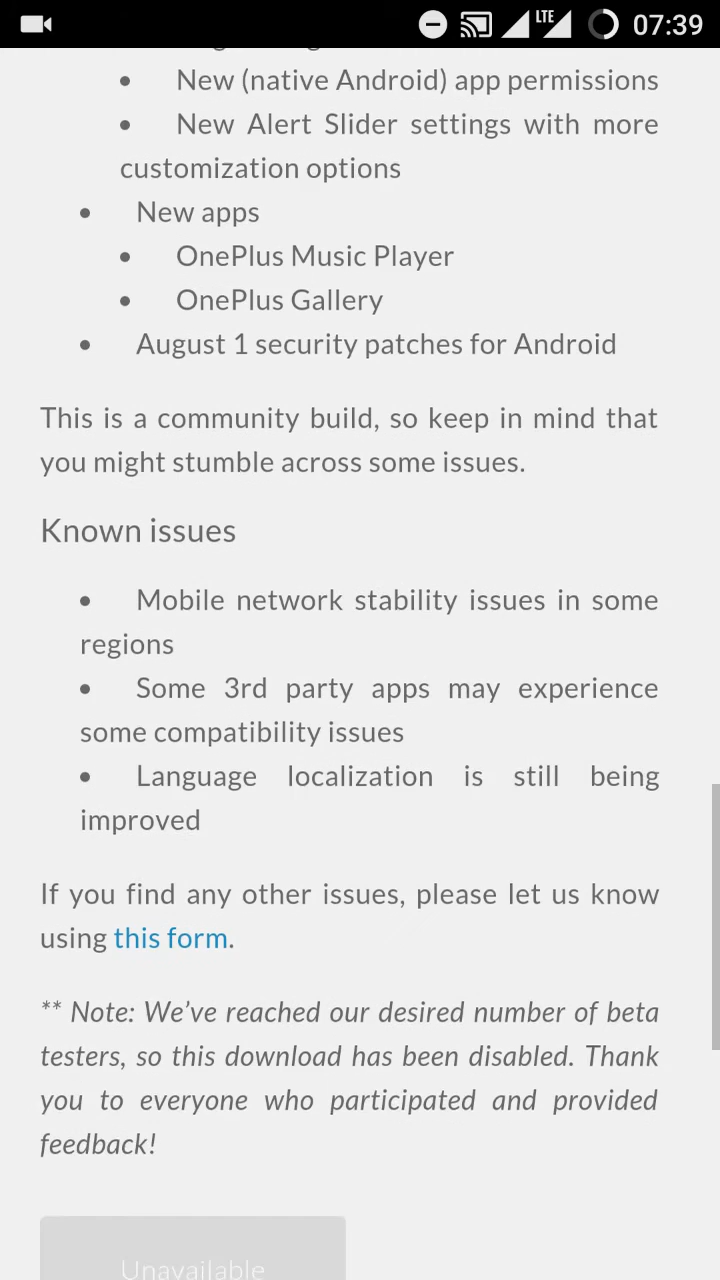 LTE 07:39
• New (native Android) app permissions
• New Alert Slider settings with more
customization options
• New apps
• OnePlus Music Player
• OnePlus Gallery
• August 1 security patches for Android
This is a community build, so keep in mind that
you might stumble across some issues.
Known issues
• Mobile network stability issues in some
regions
• Some 3rd party apps may experience
some compatibility issues
• Language localization is still being
improved
If you find any other issues, please let us know
using this form.
** Note: We’ve reached our desired number of beta
testers, so this download has been disabled. Thank
you to everyone who participated and provided
feedback!
Unavailable